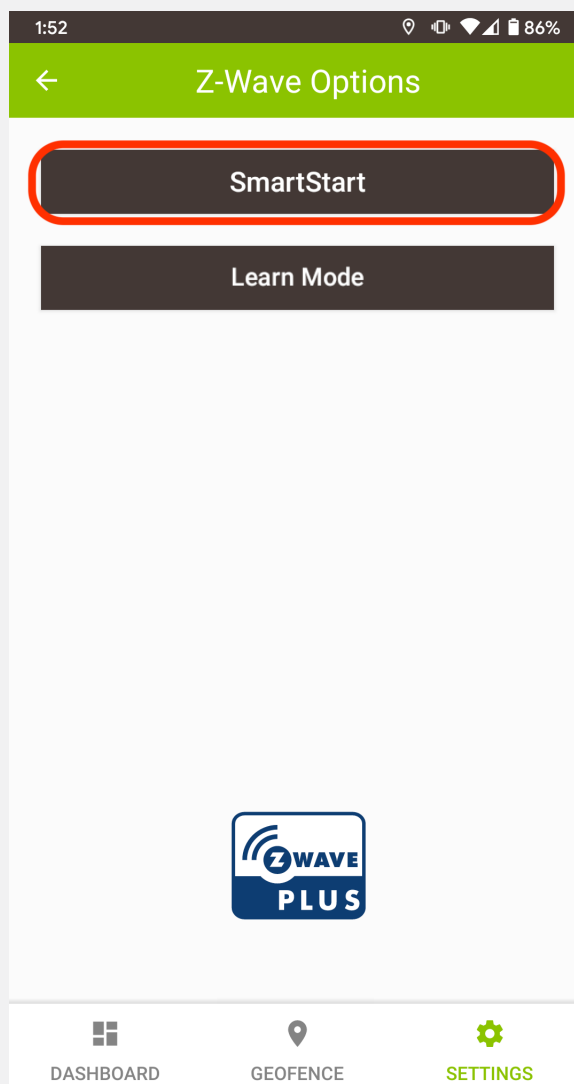 1:52
86%
Z-Wave Options
SmartStart
Learn Mode
Z WAVE
PLUS
DASHBOARD
GEOFENCE
SETTINGS